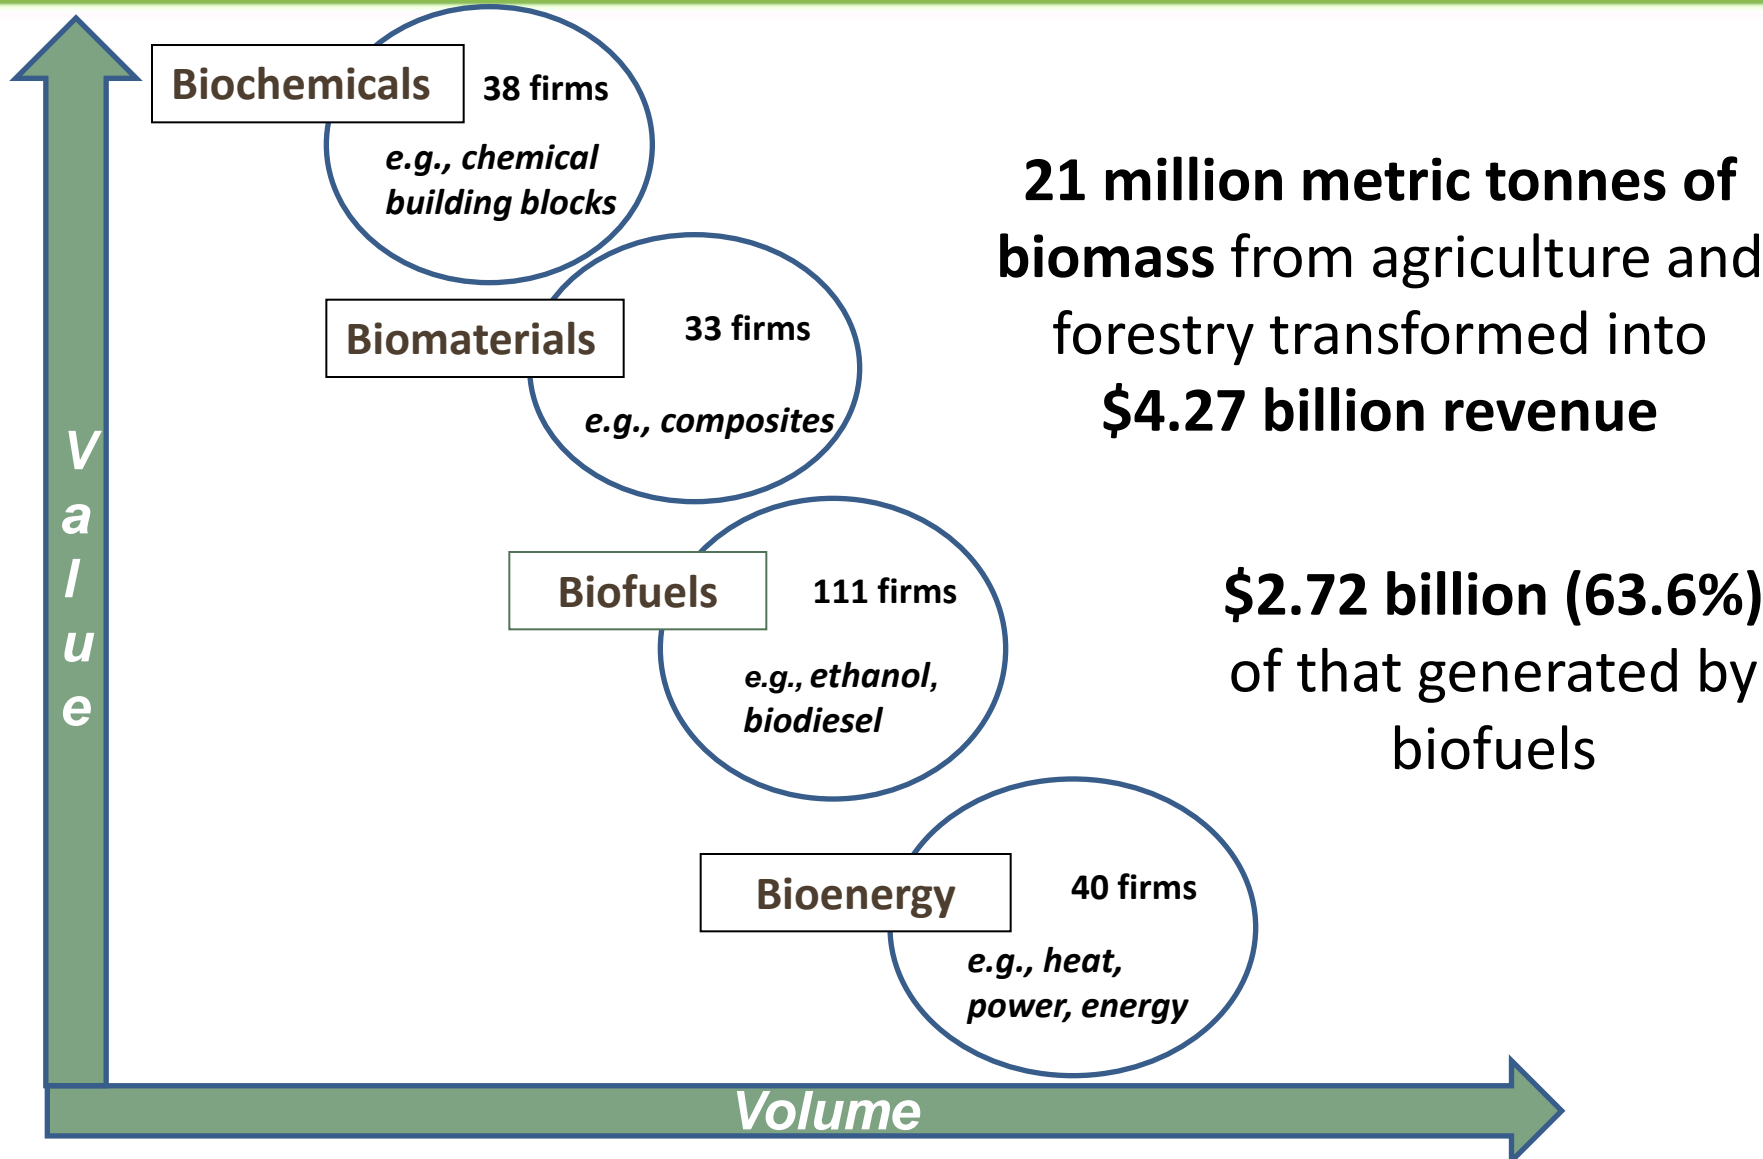 Biochemicals
38 firms
e.g., chemical
building blocks
Biomaterials
33 firms
e.g., composites
Biofuels
111 firms
e.g., ethanol,
biodiesel
Bioenergy
40 firms
e.g., heat,
power, energy
21 million metric tonnes of
biomass from agriculture and
forestry transformed into
$4.27 billion revenue
$2.72 billion (63.6%)
of that generated by
biofuels
Value
Volume